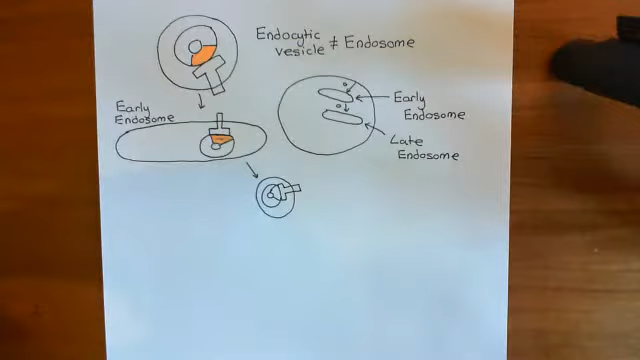 Endocytic
vesicle ≠ Endosome
Early
Endosome
Early
Endosome
Late
Endosome